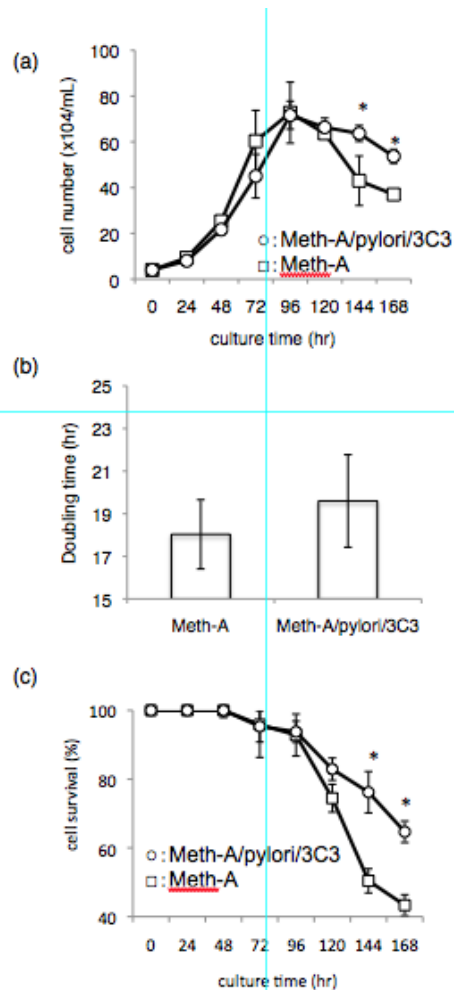 (a)
100
80
60
40
20
0
cell number (x104/mL)
*
*
○ : Meth-A/pylori/3C3
□ : Meth-A
0 24 48 72 96 120 144 168
culture time (hr)
(b)
25
23
21
19
17
15
Doubling time (hr)
Meth-A Meth-A/pylori/3C3
(c)
100
80
60
40
cell survival (%)
*
*
○ : Meth-A/pylori/3C3
□ : Meth-A
0 24 48 72 96 120 144 168
culture time (hr)